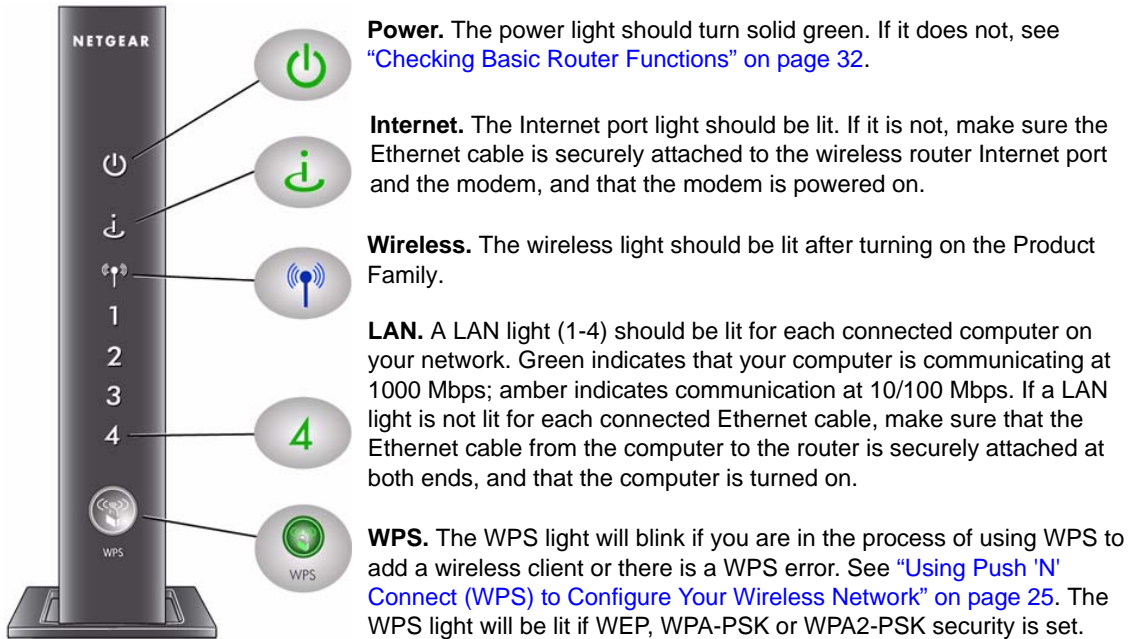 NETGEAR
1
2
3
4
WPS
4
WPS
Power. The power light should turn solid green. If it does not, see
“Checking Basic Router Functions” on page 32.
Internet. The Internet port light should be lit. If it is not, make sure the
Ethernet cable is securely attached to the wireless router Internet port
and the modem, and that the modem is powered on.
Wireless. The wireless light should be lit after turning on the Product
Family.
LAN. A LAN light (1-4) should be lit for each connected computer on
your network. Green indicates that your computer is communicating at
1000 Mbps; amber indicates communication at 10/100 Mbps. If a LAN
light is not lit for each connected Ethernet cable, make sure that the
Ethernet cable from the computer to the router is securely attached at
both ends, and that the computer is turned on.
WPS. The WPS light will blink if you are in the process of using WPS to
add a wireless client or there is a WPS error. See “Using Push 'N'
Connect (WPS) to Configure Your Wireless Network” on page 25. The
WPS light will be lit if WEP, WPA-PSK or WPA2-PSK security is set.